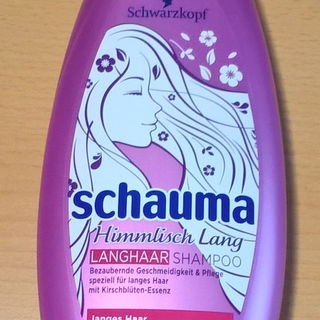 Schwarzkopf
schauma
Himmlisch Lang
LANGHAAR SHAMPOO
Bezaubernde Geschmeidigkeit & Pflege
speziell für langes Haar
mit Kirschblüten-Essenz
langes Haar